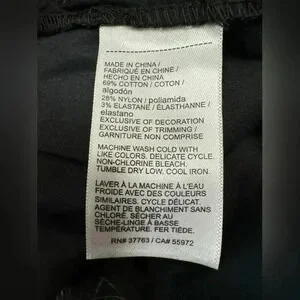 MADE IN CHINA /
FABRIQUÉ EN CHINE /
HECHO EN CHINA
69% COTTON / COTON /
algodón
28% NYLON / poliamida
3% ELASTANE / ÉLASTHANNE /
elastano
EXCLUSIVE OF DECORATION
EXCLUSIVE OF TRIMMING /
GARNITURE NON COMPRISE
MACHINE WASH COLD WITH
LIKE COLORS. DELICATE CYCLE.
NON-CHLORINE BLEACH.
TUMBLE DRY LOW. COOL IRON.
LAVER À LA MACHINE À L'EAU
FROIDE AVEC DES COULEURS
SIMILAIRES. CYCLE DÉLICAT.
AGENT DE BLANCHIMENT SANS
CHLORE. SÉCHER AU
SÈCHE-LINGE À BASSE
TEMPÉRATURE. FER TIÈDE.
RN# 37763 / CA# 55972